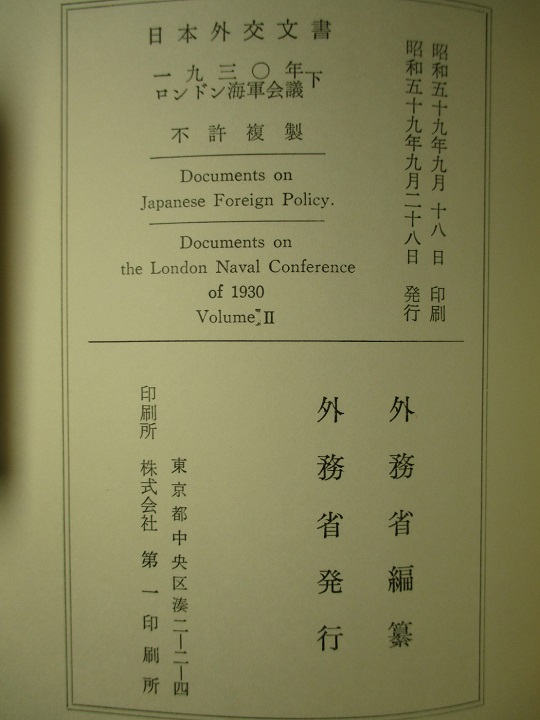 昭和五十九年九月 十八 日 印刷
昭和五十九年九月二十八日 発行
日本外交文書
一九三〇年
ロンドン海軍会議 下
不許複製
Documents on
Japanese Foreign Policy.
Documents on
the London Naval Conference
of 1930
Volume II
外務省編纂
外務省発行
東京都中央区湊二―二―四
印刷所 株式会社 第一印刷所